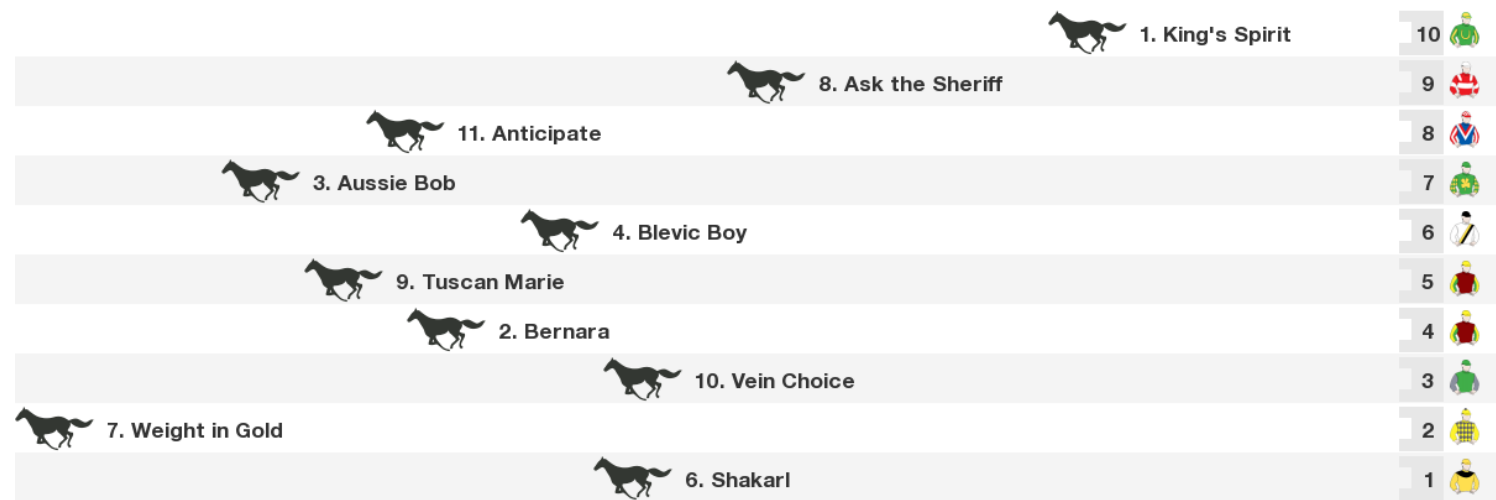 1. King's Spirit 10
8. Ask the Sheriff 9
11. Anticipate 8
3. Aussie Bob 7
4. Blevic Boy 6
9. Tuscan Marie 5
2. Bernara 4
10. Vein Choice 3
7. Weight in Gold 2
6. Shakarl 1